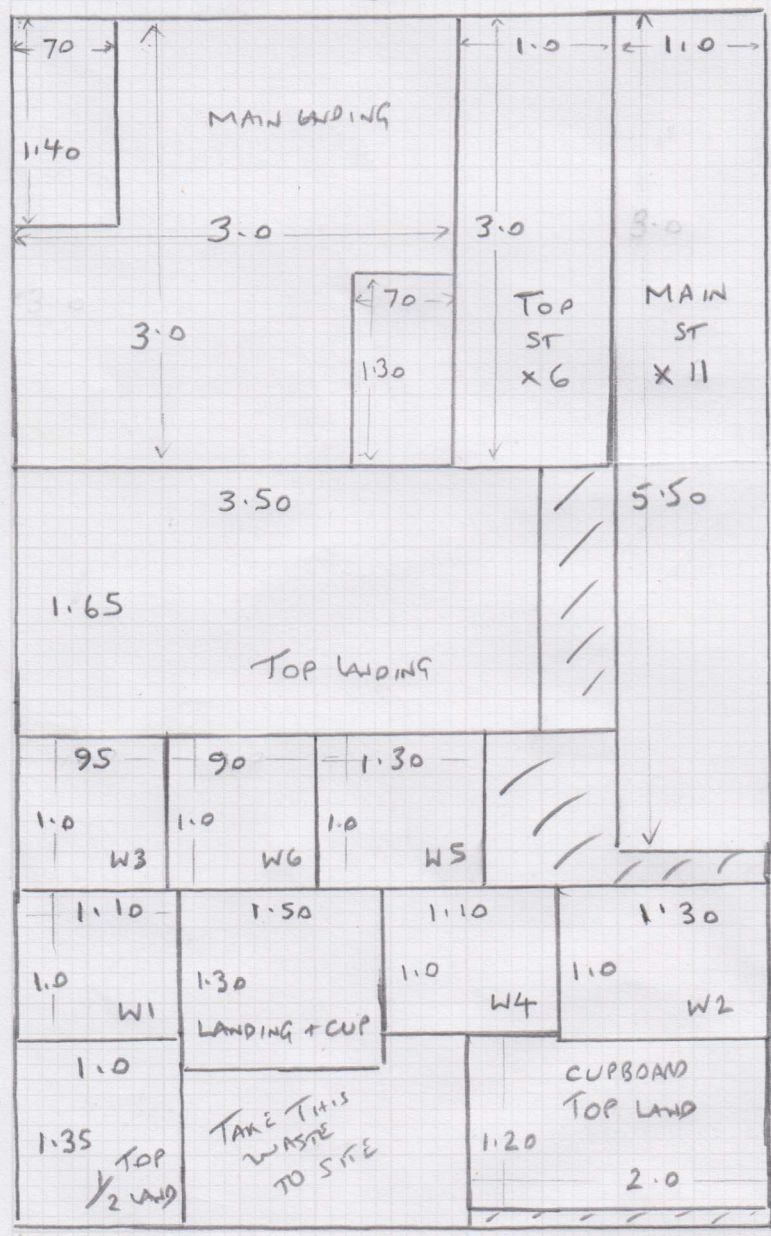 70
1.0
1.0
MAIN LANDING
1.40
3.0
3.0
3.0
3.0
70
TOP
ST
x 6
MAIN
ST
x 11
3.0
3.0
1.30
3.50
5.50
1.65
TOP LANDING
95
90
1.30
1.0
W3
1.0
W6
1.0
W5
1.10
1.50
1.10
1.30
1.0
W1
1.30
LANDING + CUP
1.0
W4
1.0
W2
1.0
1.35
TOP
1/2 LAND
TAKE THIS
WASTE
TO SITE
CUPBOARD
TOP LAND
1.20
2.0